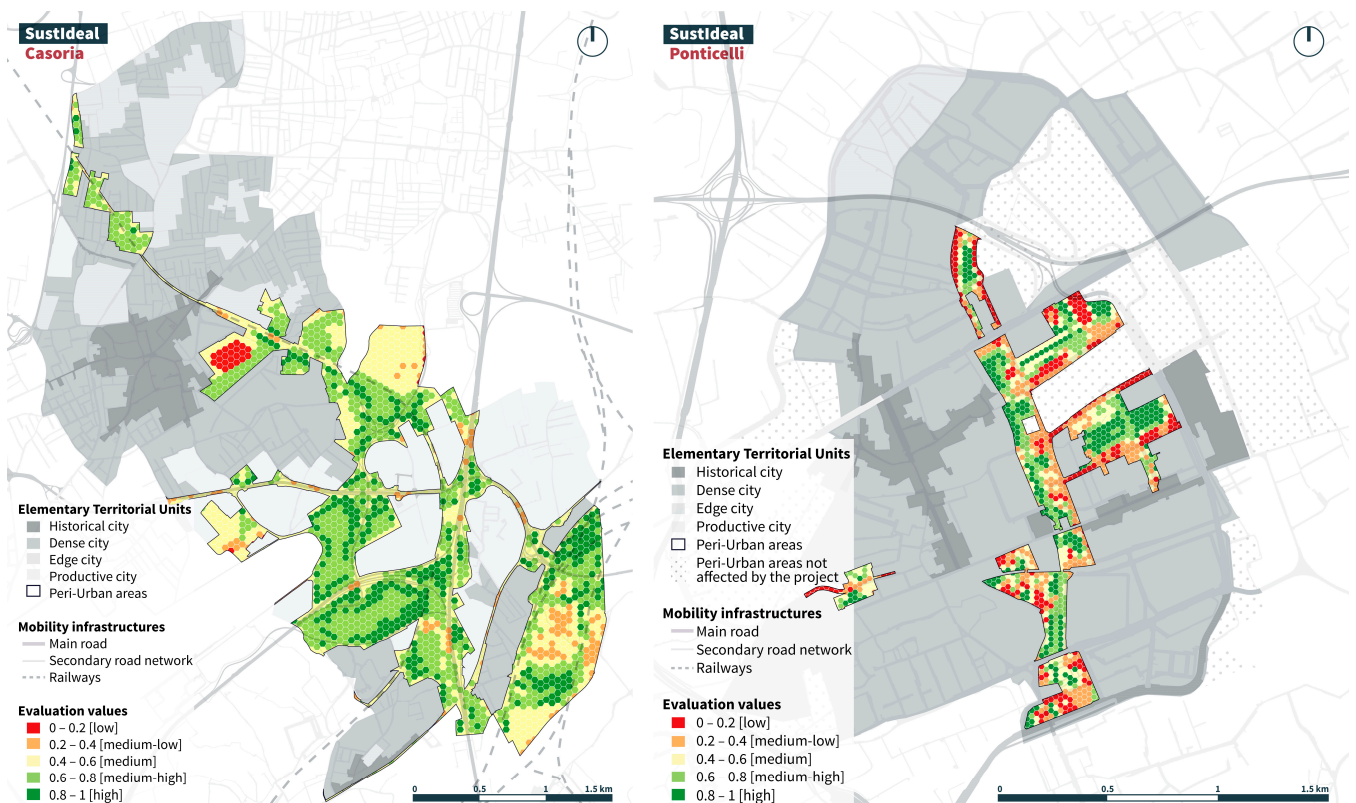 SustIdeal
Casoria
Elementary Territorial Units
Historical city
Dense city
Edge city
Productive city
Peri-Urban areas
Mobility infrastructures
Main road
Secondary road network
Railways
Evaluation values
0 – 0.2 [low]
0.2 – 0.4 [medium-low]
0.4 – 0.6 [medium]
0.6 – 0.8 [medium-high]
0.8 – 1 [high]
0 0.5 1 1.5 km
SustIdeal
Ponticelli
Elementary Territorial Units
Historical city
Dense city
Edge city
Productive city
Peri-Urban areas
Peri-Urban areas not
affected by the project
Mobility infrastructures
Main road
Secondary road network
Railways
Evaluation values
0 – 0.2 [low]
0.2 – 0.4 [medium-low]
0.4 – 0.6 [medium]
0.6 – 0.8 [medium-high]
0.8 – 1 [high]
0 0.5 1 1.5 km